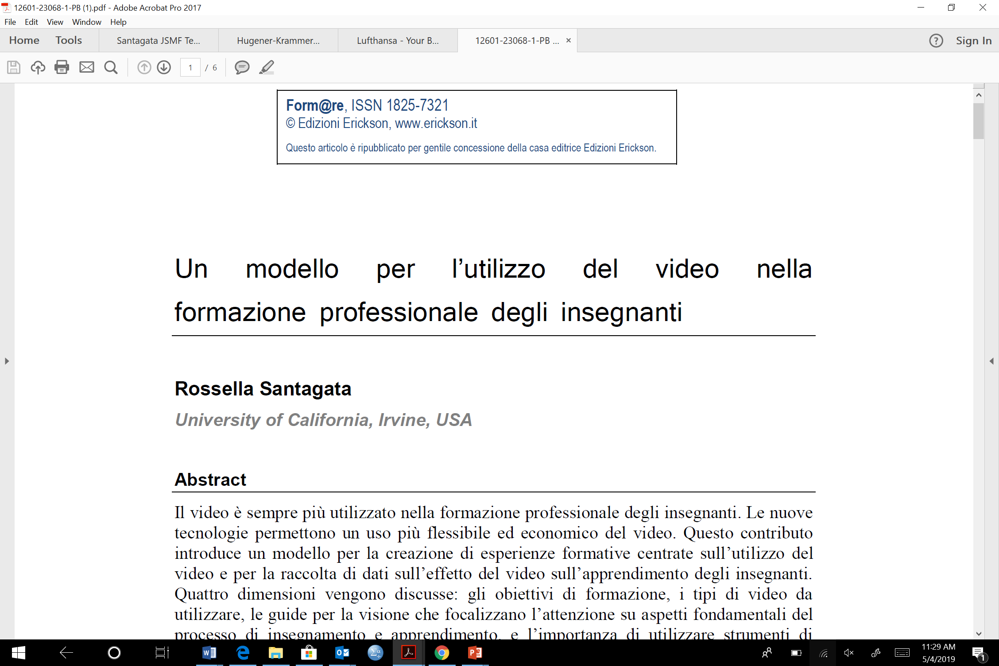 12601-23068-1-PB (1).pdf - Adobe Acrobat Pro 2017
File Edit View Window Help
Home Tools Santagata JSMF Te... Hugener-Krammer... Lufthansa - Your B... 12601-23068-1-PB ... × ? Sign In
1 / 6
Form@re, ISSN 1825-7321
© Edizioni Erickson, www.erickson.it
Questo articolo è ripubblicato per gentile concessione della casa editrice Edizioni Erickson.
Un modello per l’utilizzo del video nella
formazione professionale degli insegnanti
Rossella Santagata
University of California, Irvine, USA
Abstract
Il video è sempre più utilizzato nella formazione professionale degli insegnanti. Le nuove
tecnologie permettono un uso più flessibile ed economico del video. Questo contributo
introduce un modello per la creazione di esperienze formative centrate sull’utilizzo del
video e per la raccolta di dati sull’effetto del video sull’apprendimento degli insegnanti.
Quattro dimensioni vengono discusse: gli obiettivi di formazione, i tipi di video da
utilizzare, le guide per la visione che focalizzano l’attenzione su aspetti fondamentali del
processo di insegnamento e apprendimento, e l’importanza di utilizzare strumenti di
11:29 AM
5/4/2019
1